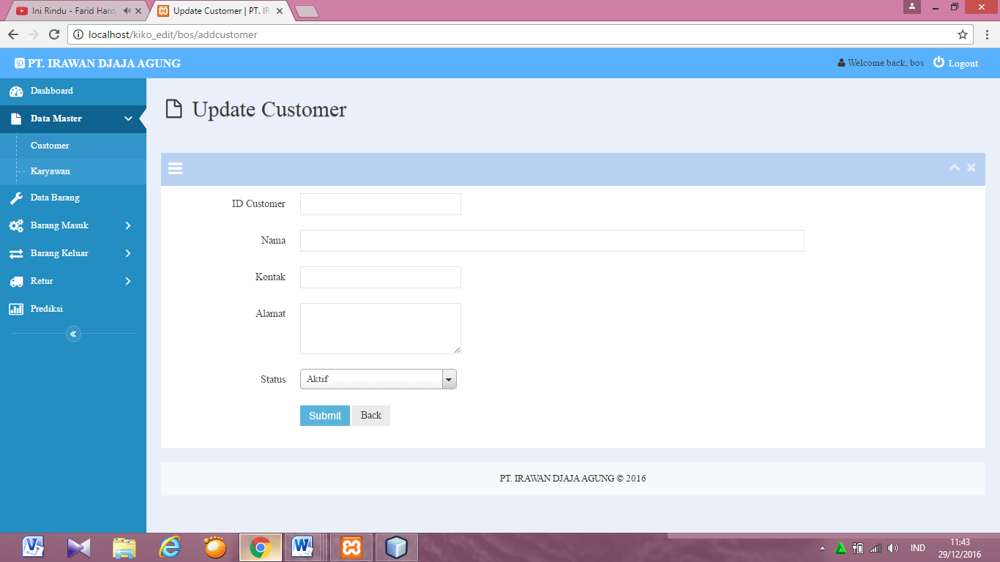 Ini Rindu - Farid Hardj
Update Customer | PT. IR
localhost/kiko_edit/bos/addcustomer
PT. IRAWAN DJAJA AGUNG
Welcome back, bos
Logout
Dashboard
Data Master
Customer
Karyawan
Data Barang
Barang Masuk
Barang Keluar
Retur
Prediksi
Update Customer
ID Customer
Nama
Kontak
Alamat
Status
Aktif
Submit
Back
PT. IRAWAN DJAJA AGUNG © 2016
IND
11:43
29/12/2016